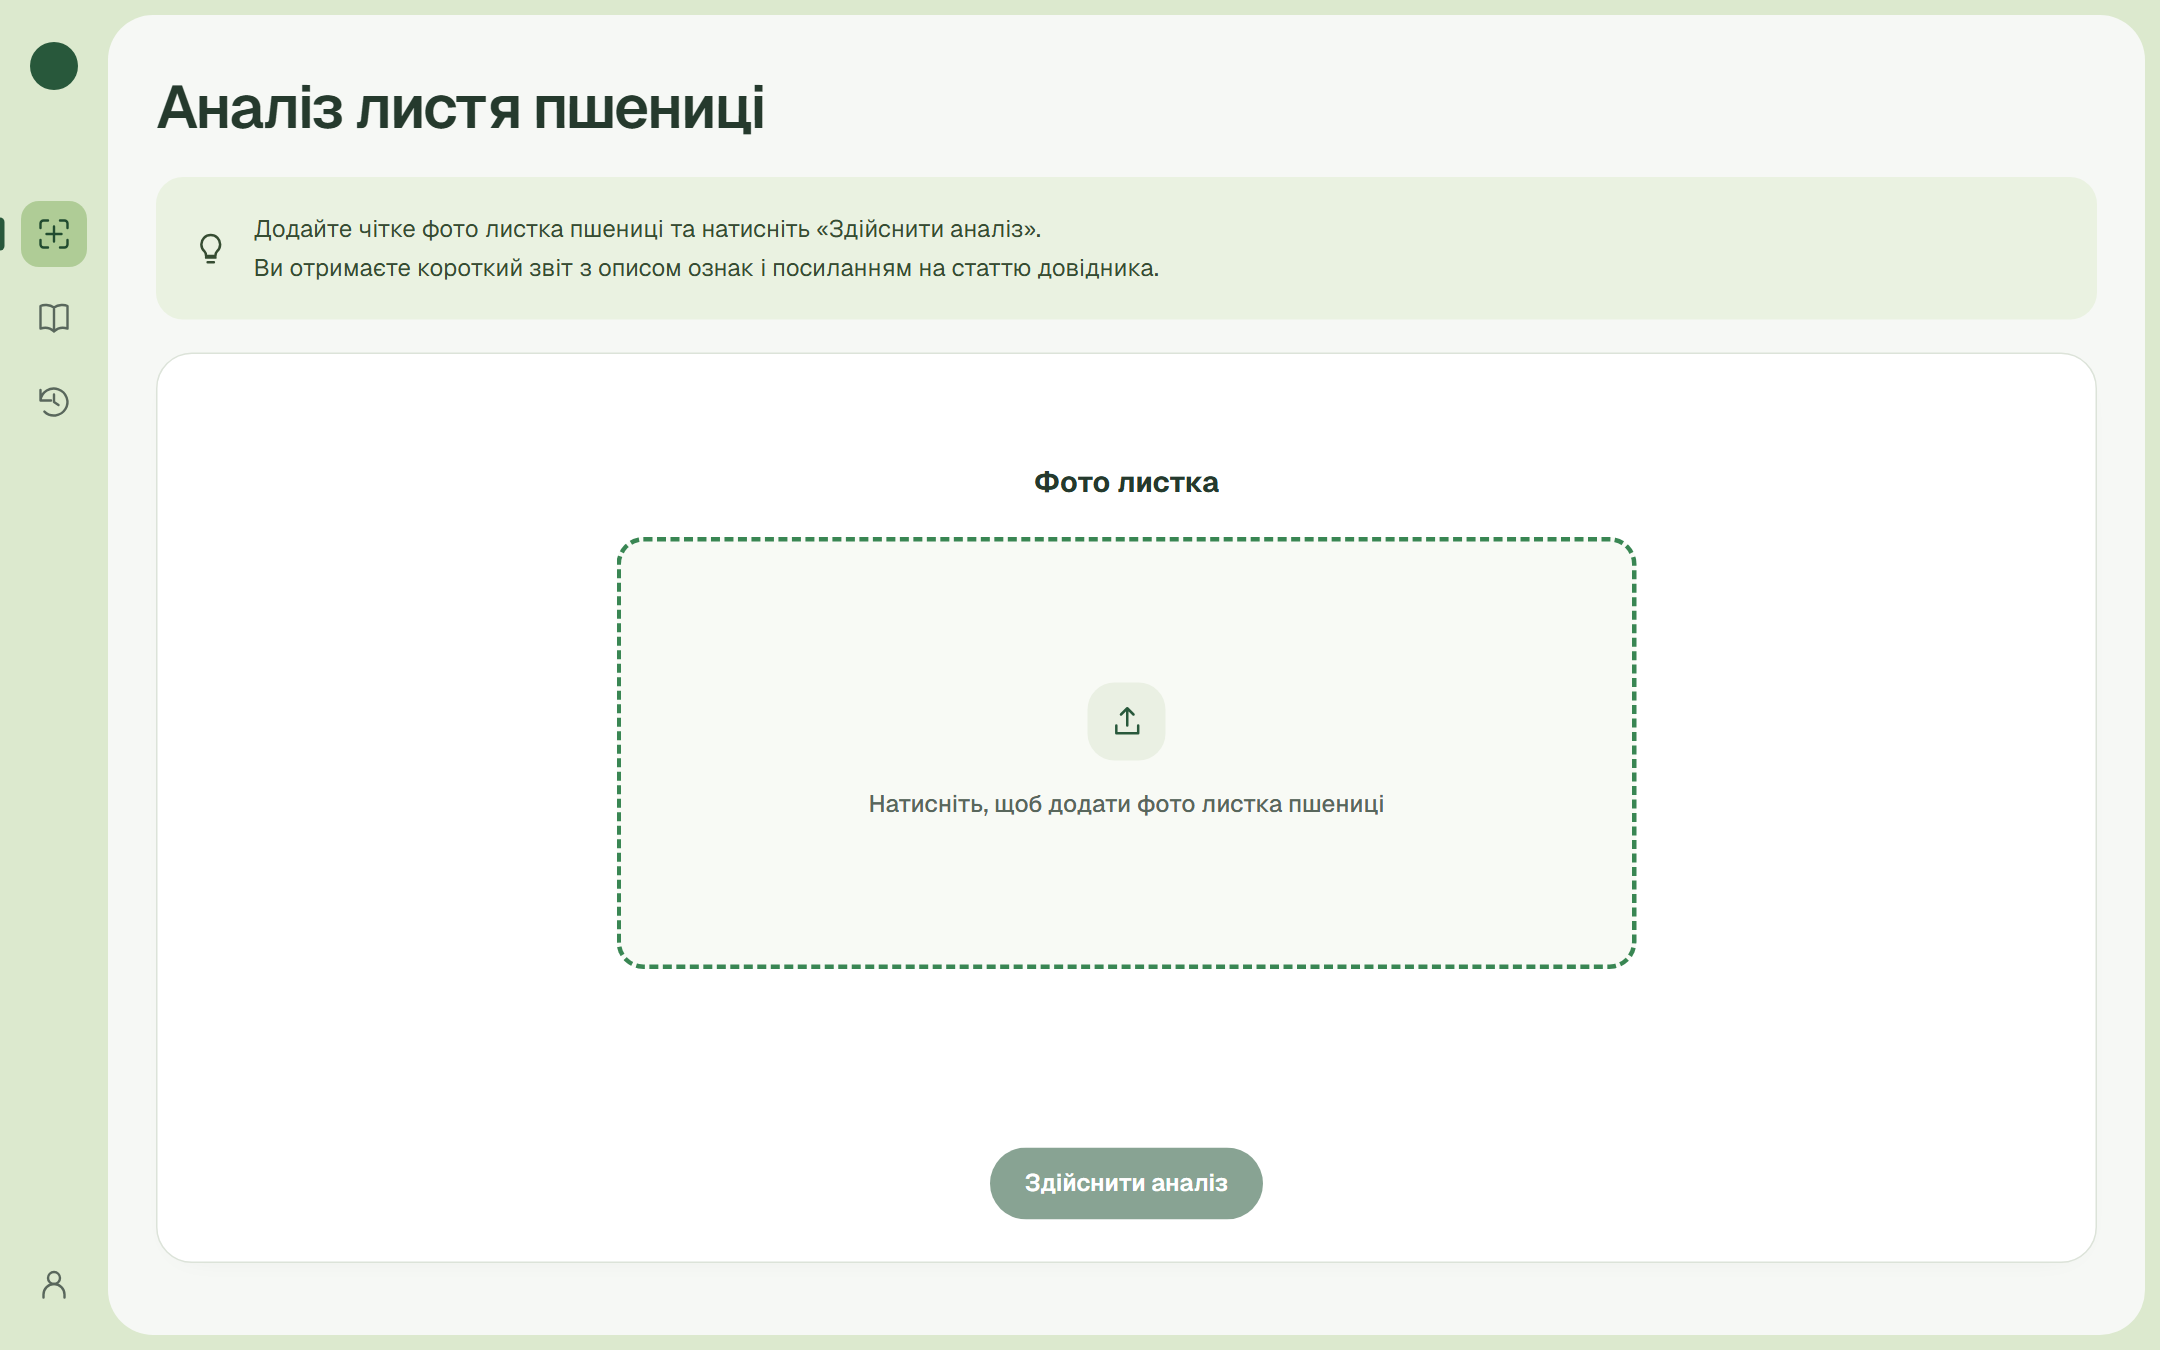 Аналіз листя пшениці
Додайте чітке фото листка пшениці та натисніть «Здійснити аналіз».
Ви отримаєте короткий звіт з описом ознак і посиланням на статтю довідника.
Фото листка
Натисніть, щоб додати фото листка пшениці
Здійснити аналіз